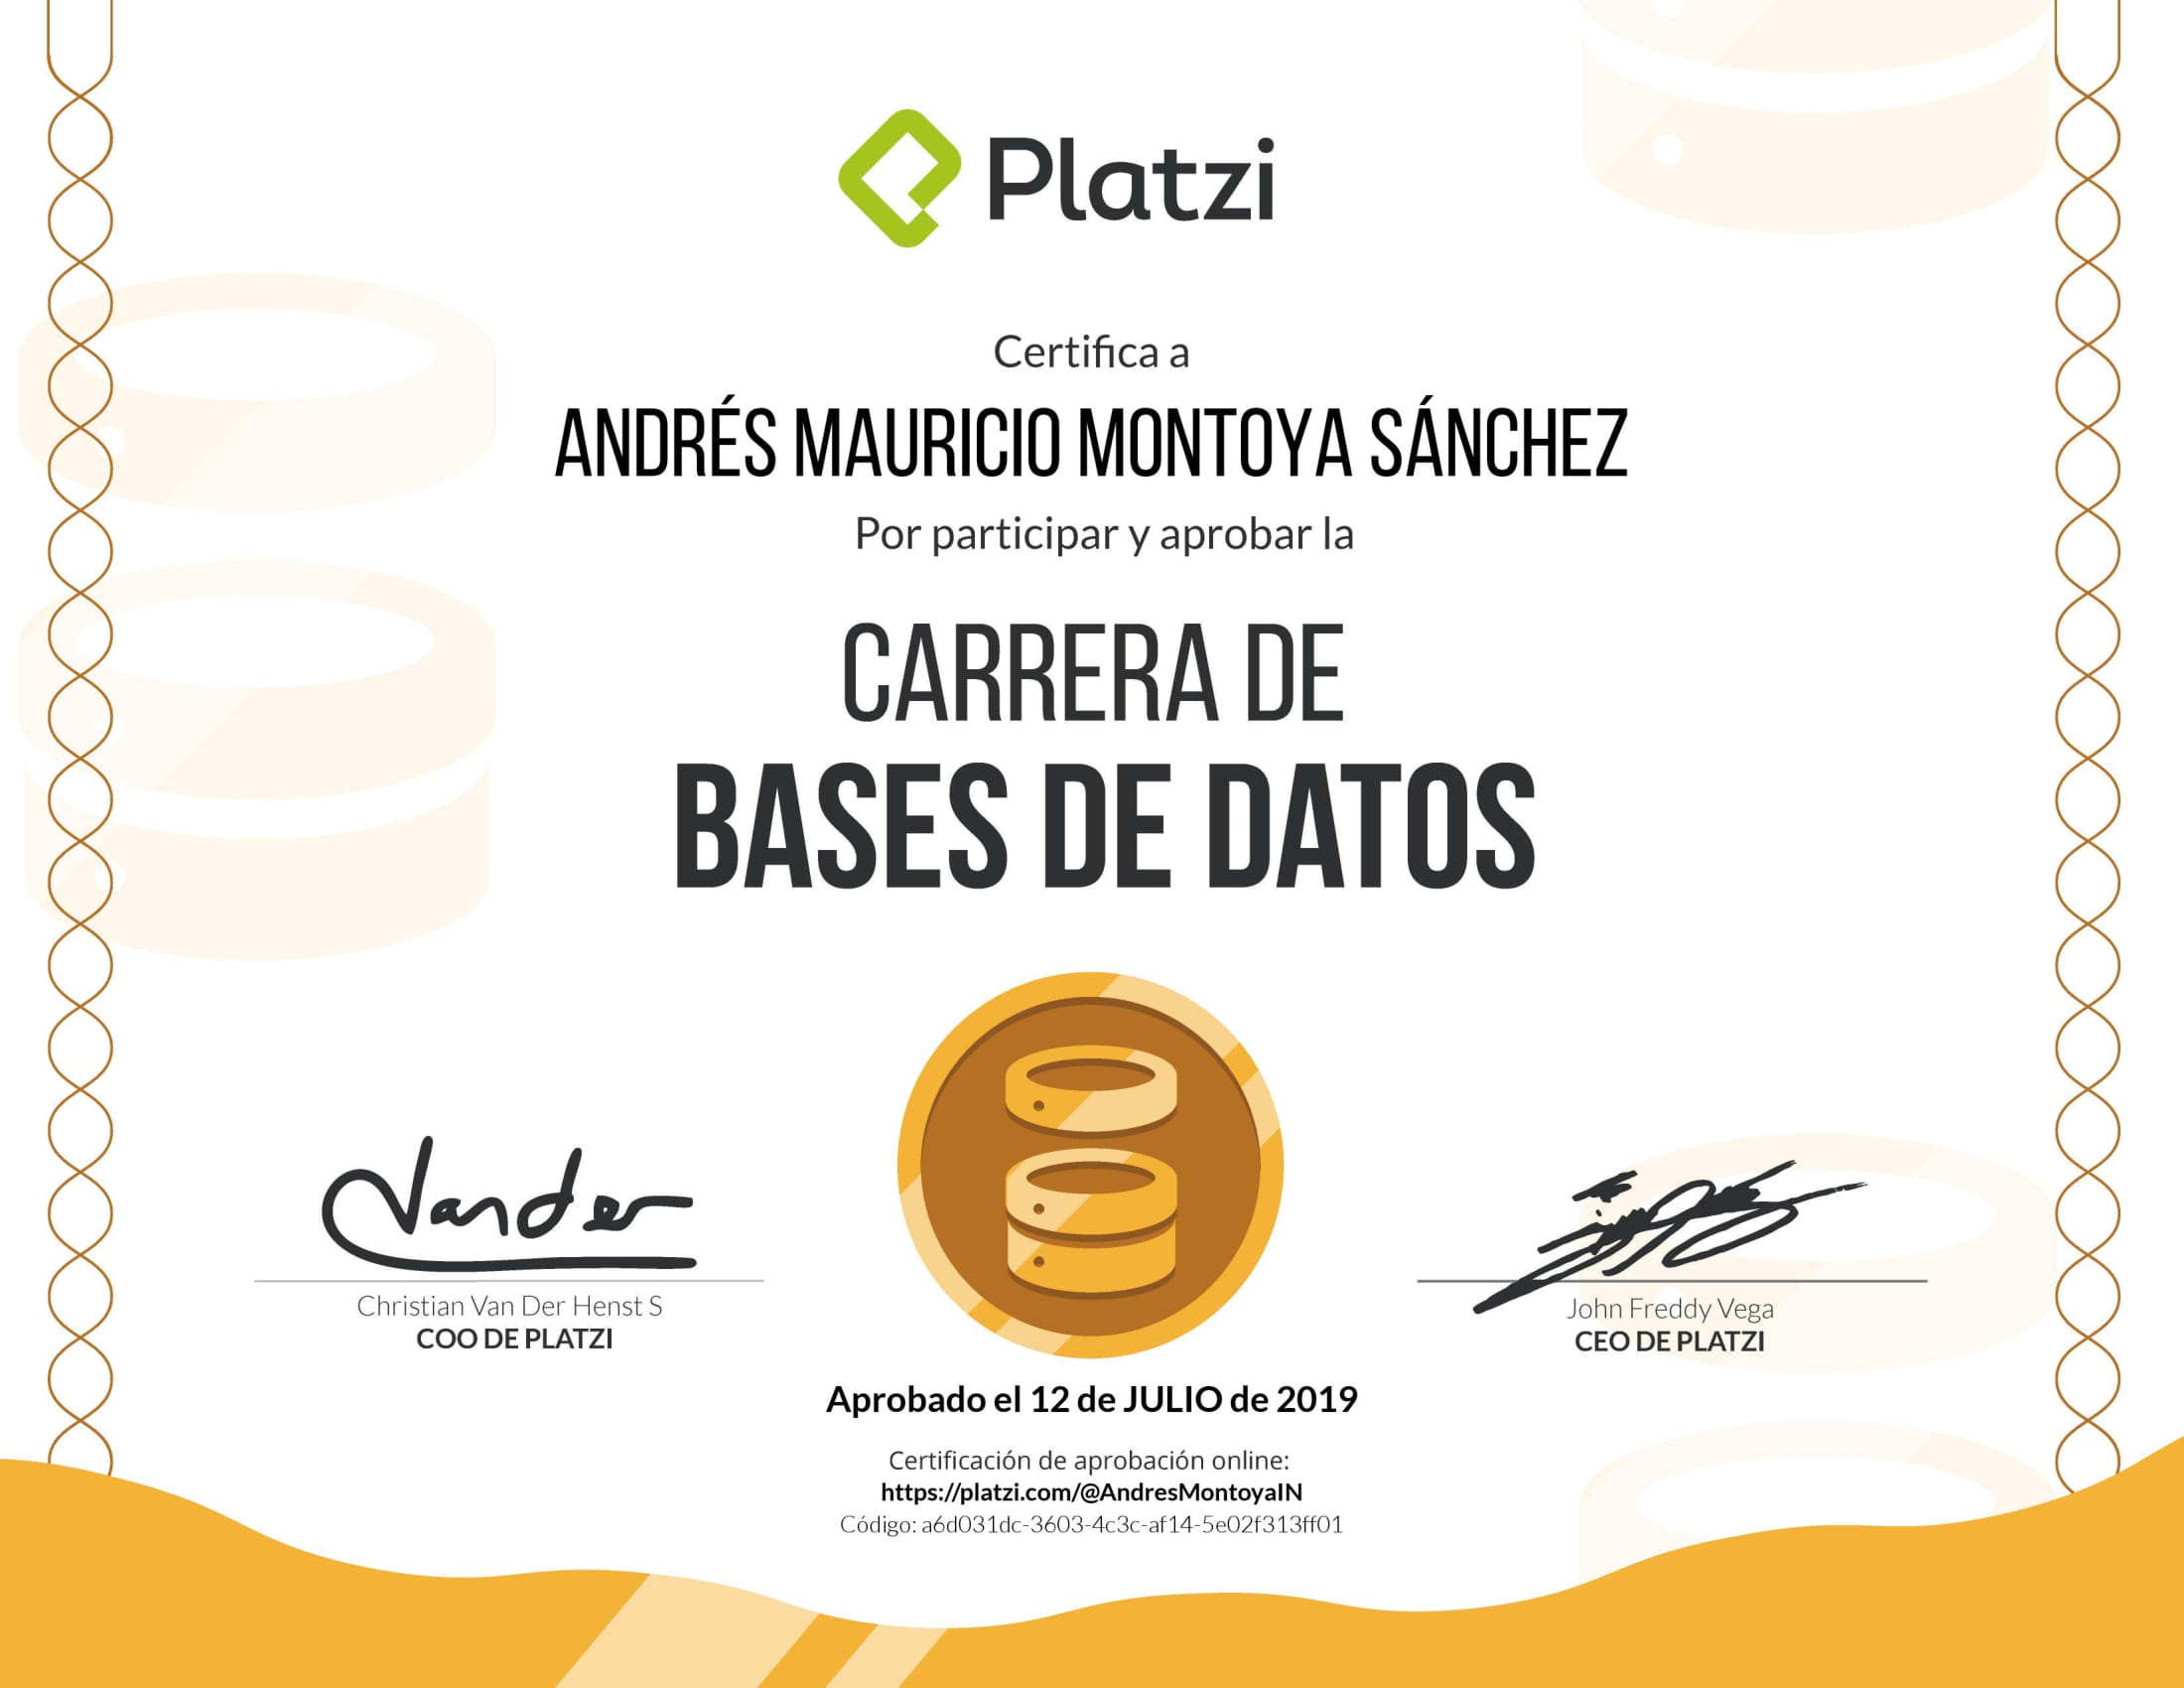 Platzi
Certifica a
ANDRÉS MAURICIO MONTOYA SÁNCHEZ
Por participar y aprobar la
CARRERA DE
BASES DE DATOS
Vander
Christian Van Der Henst S
COO DE PLATZI
John Freddy Vega
CEO DE PLATZI
Aprobado el 12 de JULIO de 2019
Certificación de aprobación online:
https://platzi.com/@AndresMontoyaIN
Código: a6d031dc-3603-4c3c-af14-5e02f313ff01